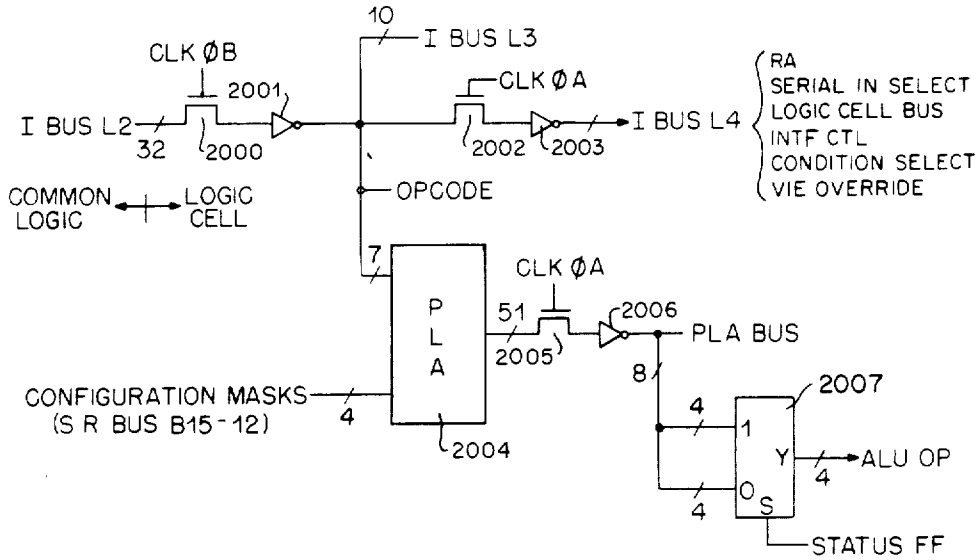 10
I BUS L3
CLK ØB
2001
CLK ØA
I BUS L2
32
2000
2002
2003
I BUS L4
RA
SERIAL IN SELECT
LOGIC CELL BUS
INTF CTL
CONDITION SELECT
VIE OVERRIDE
COMMON LOGIC
LOGIC CELL
OPCODE
7
PLA
CLK ØA
51
2005
2006
PLA BUS
8
CONFIGURATION MASKS
(S R BUS B15-12)
4
2004
2007
4
1
Y
4
ALU OP
4
0
S
STATUS FF